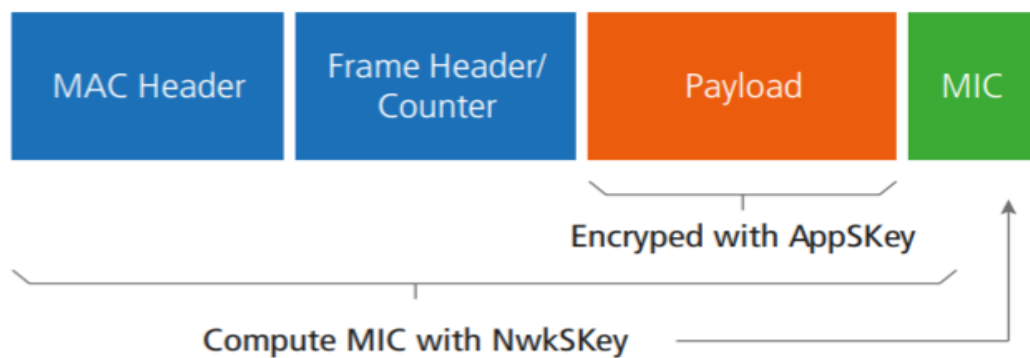 MAC Header
Frame Header/
Counter
Payload
MIC
Encryped with AppSKey
Compute MIC with NwkSKey